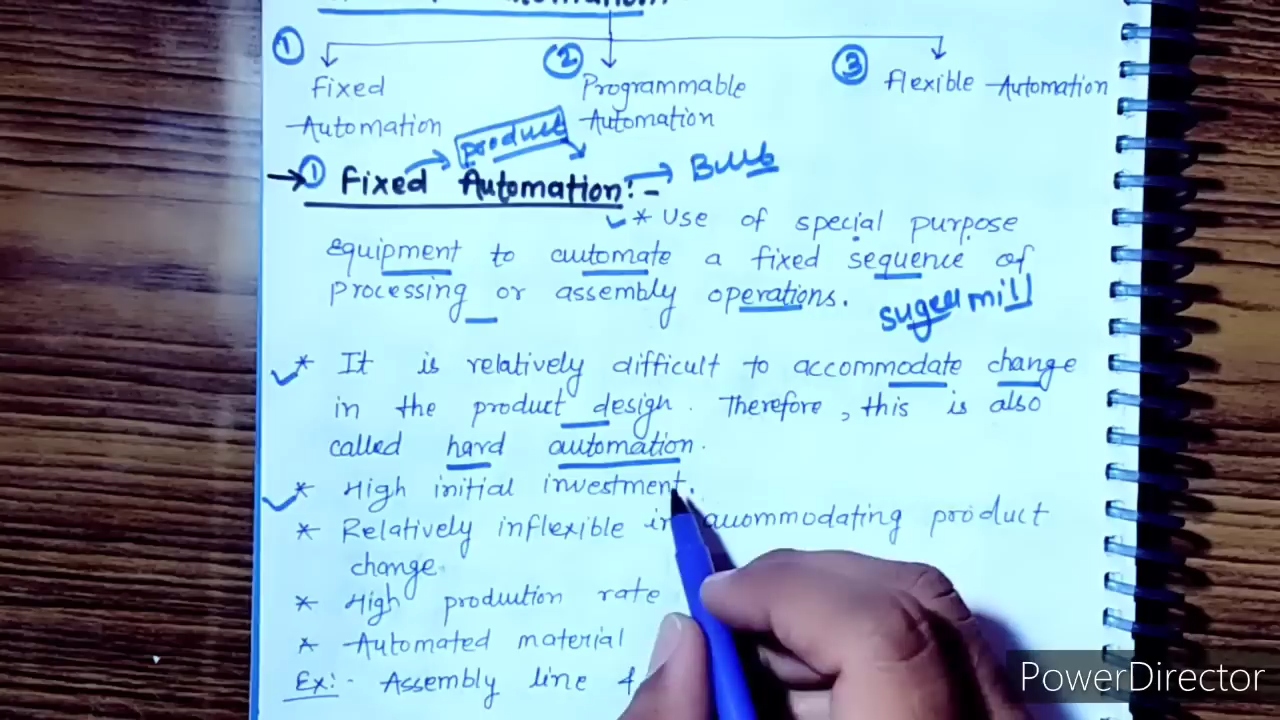 ① ② ③
Fixed Programmable Flexible Automation
Automation Automation
product
① Fixed Automation:- → Bulb
* Use of special purpose
equipment to automate a fixed sequence of
processing or assembly operations.
mill
* It is relatively difficult to accommodate change
in the product design. Therefore, this is also
called hard automation.
* High initial investment.
* Relatively inflexible in auommodating product
change.
* High production rate
* Automated material
Ex:- Assembly line
PowerDirector